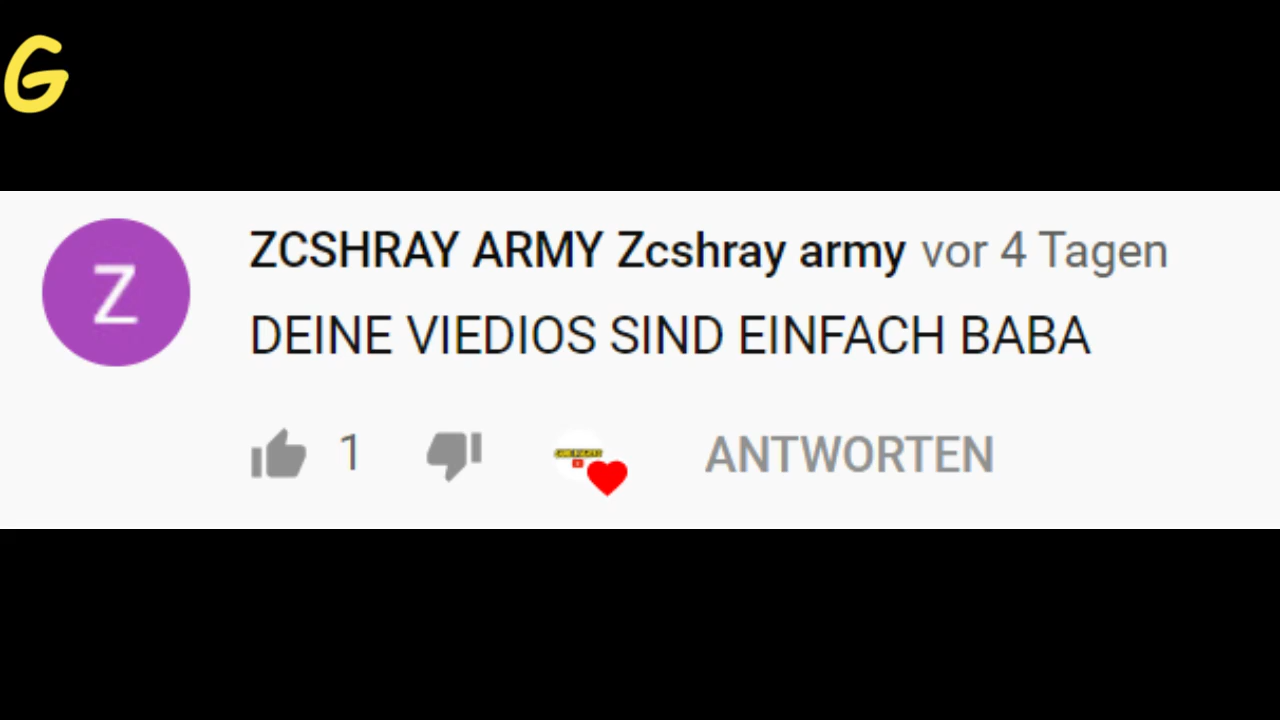 G
Z
ZCSHRAY ARMY Zcshray army vor 4 Tagen
DEINE VIEDIOS SIND EINFACH BABA
1
ANTWORTEN